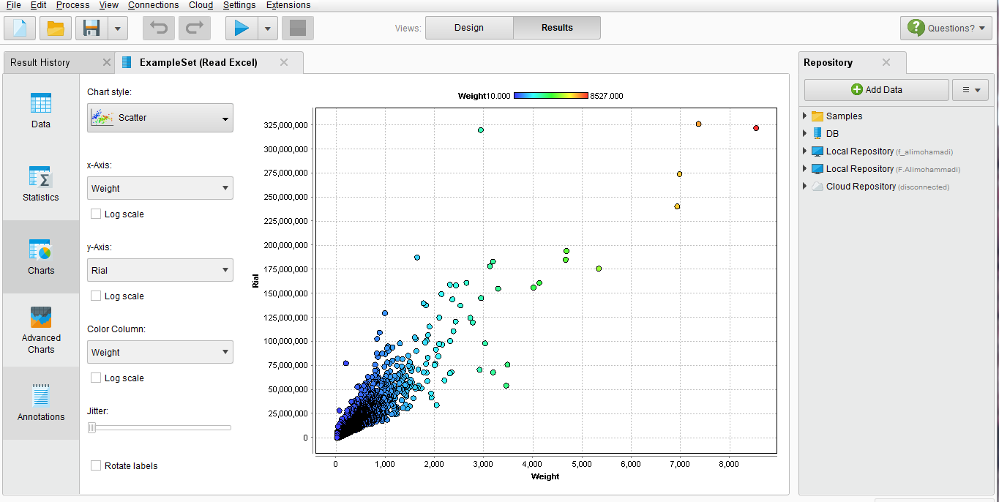 File Edit Process View Connections Cloud Settings Extensions
Views: Design Results Questions?
Result History ExampleSet (Read Excel)
Data
Statistics
Charts
Advanced
Charts
Annotations
Chart style:
Scatter
x-Axis:
Weight
Log scale
y-Axis:
Rial
Log scale
Color Column:
Weight
Log scale
Jitter:
Rotate labels
Weight10.000 8527.000
325,000,000
300,000,000
275,000,000
250,000,000
225,000,000
200,000,000
175,000,000
150,000,000
125,000,000
100,000,000
75,000,000
50,000,000
25,000,000
0
Rial
0 1,000 2,000 3,000 4,000 5,000 6,000 7,000 8,000
Weight
Repository
Add Data
Samples
DB
Local Repository (f_alimohamadi)
Local Repository (F.Alimohammadi)
Cloud Repository (disconnected)